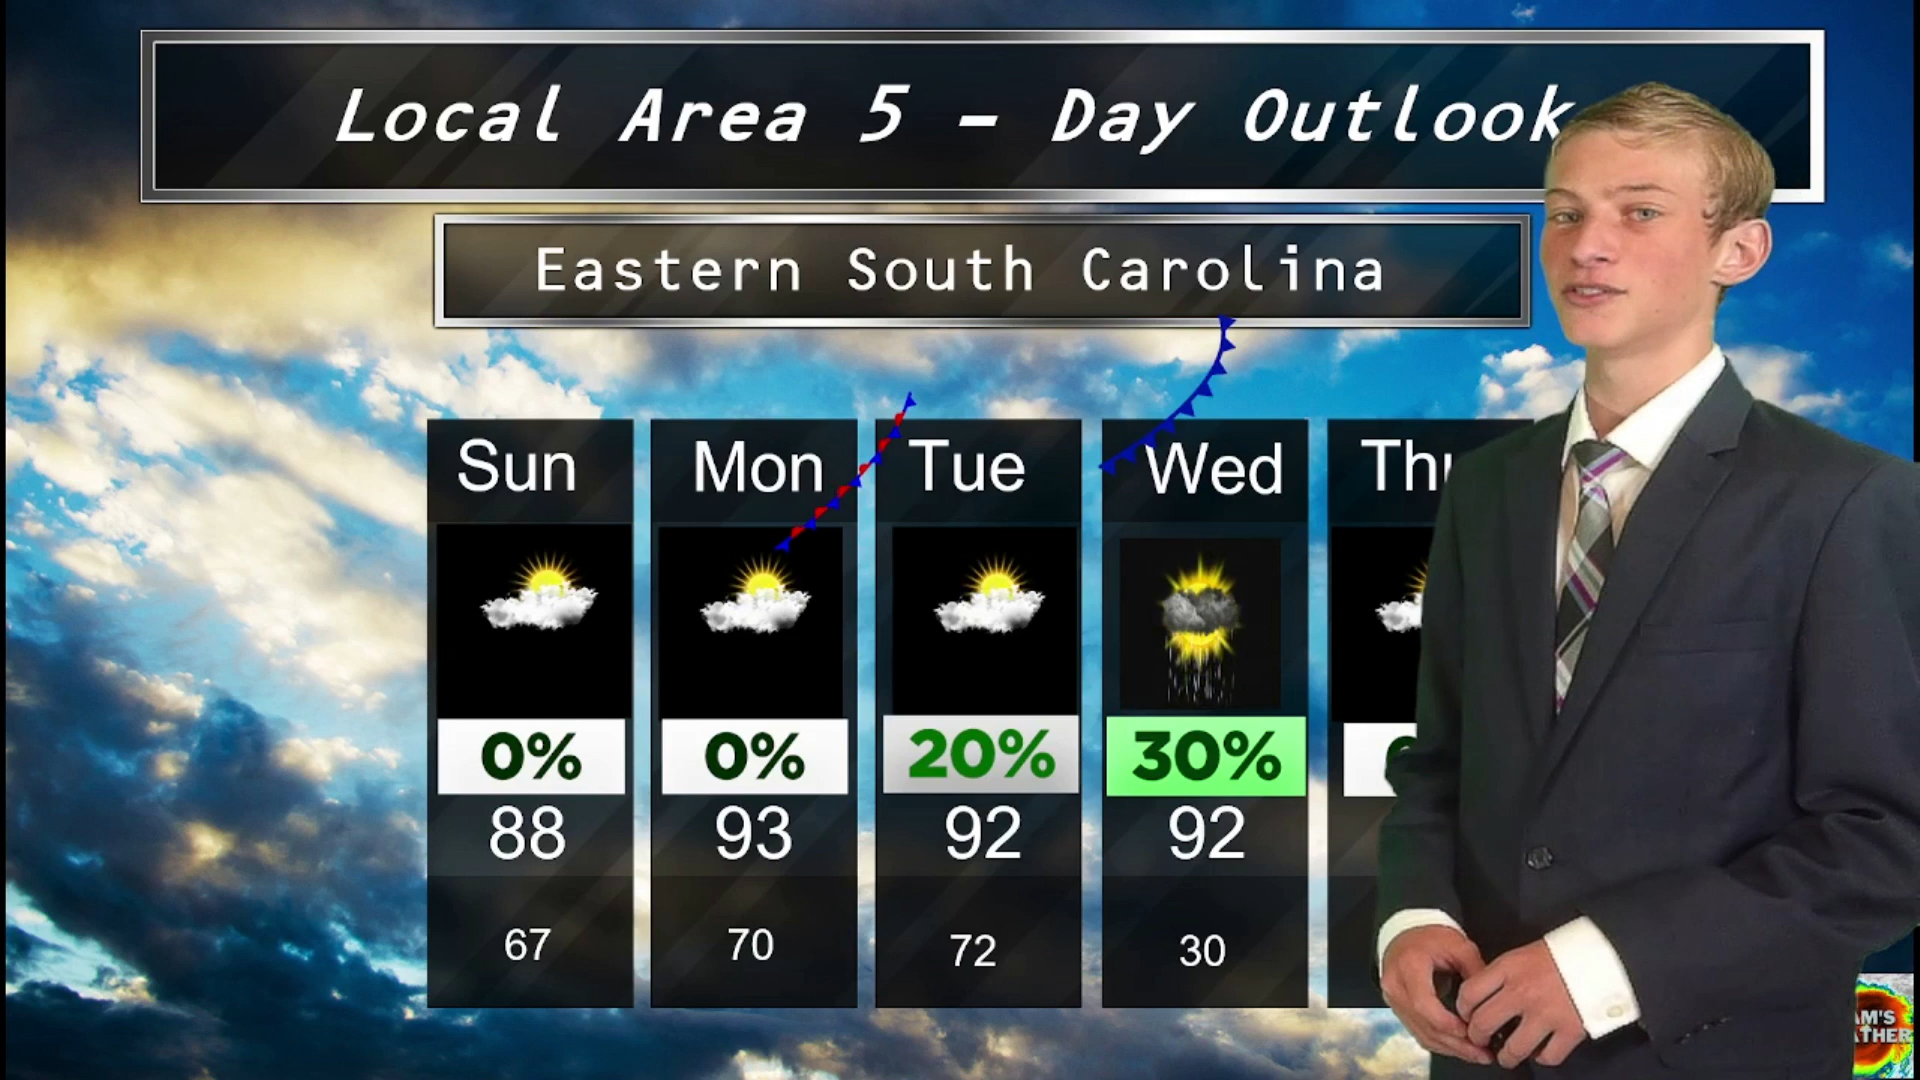 Local Area 5 - Day Outlook
Eastern South Carolina
Sun Mon Tue Wed
0% 0% 20% 30%
88 93 92 92
67 70 72 30